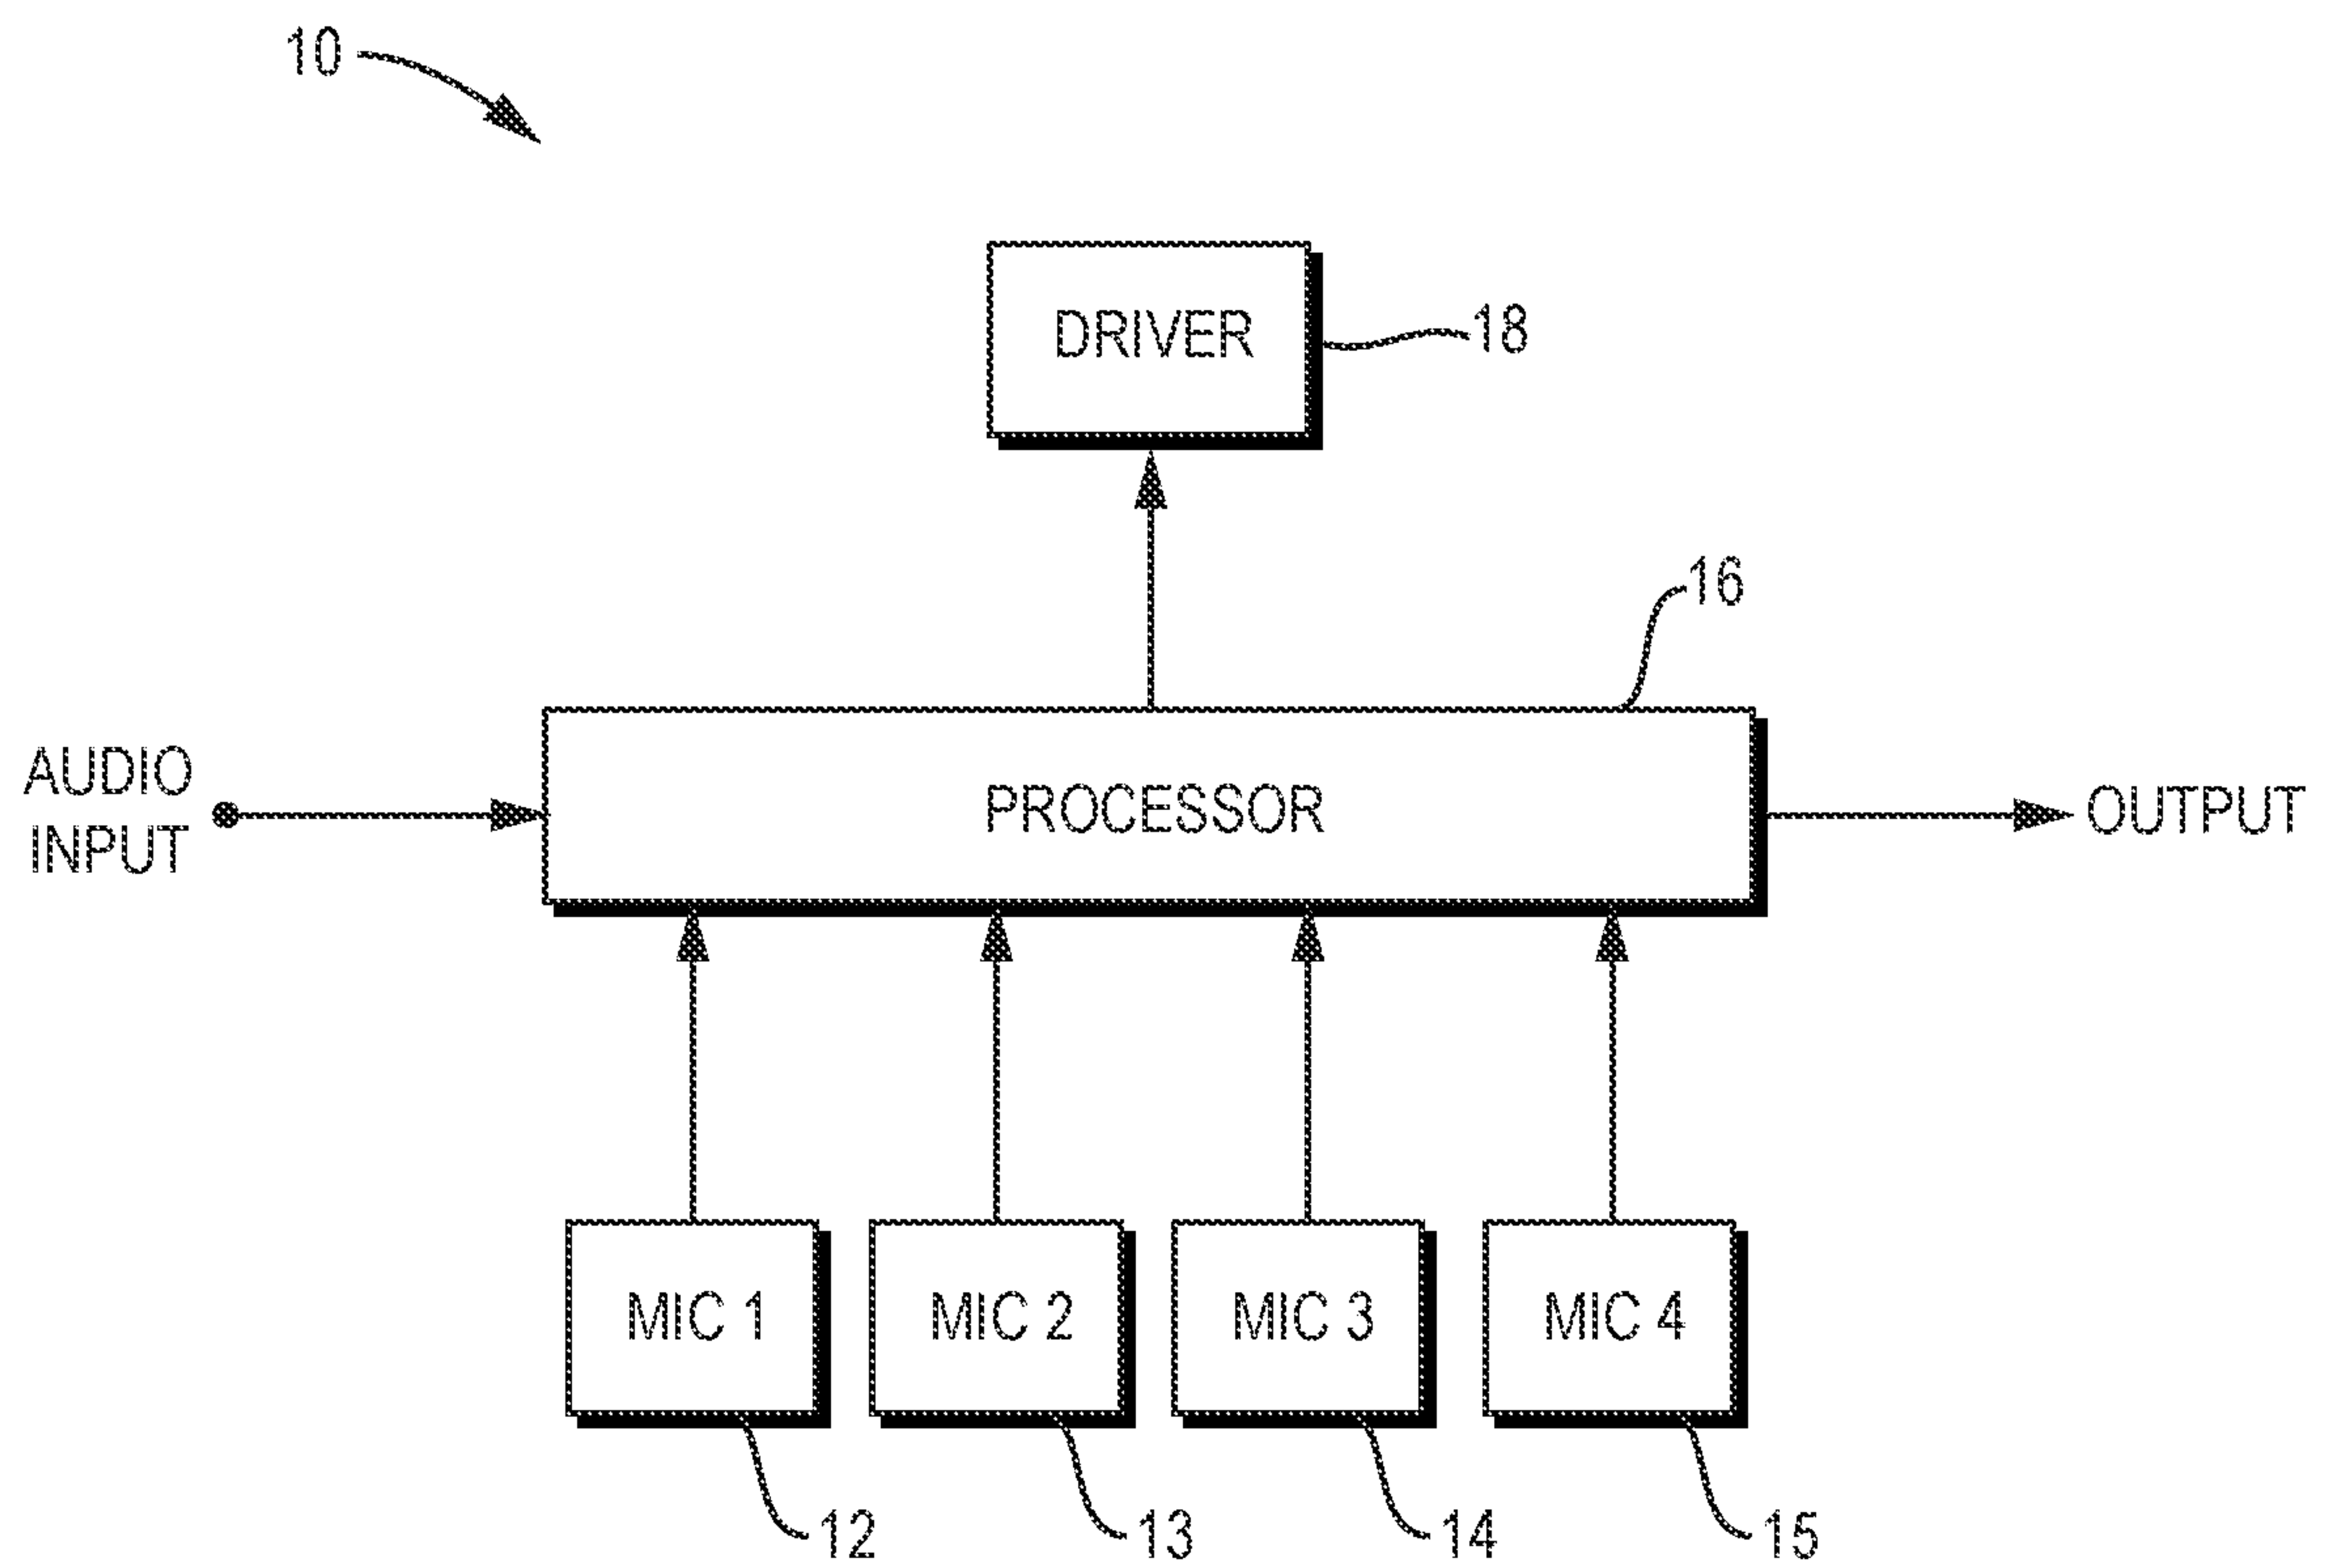 10
DRIVER
18
16
AUDIO
INPUT
PROCESSOR
OUTPUT
MIC 1
MIC 2
MIC 3
MIC 4
12
13
14
15